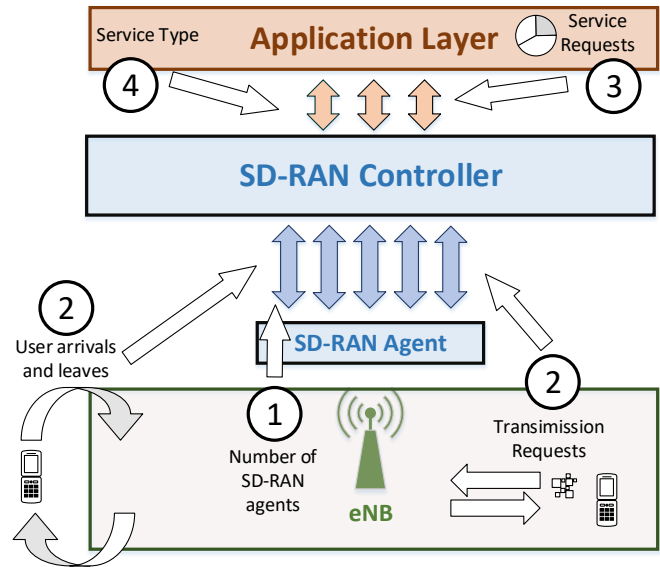 Service Type
Application Layer
Service
Requests
4
3
SD-RAN Controller
2
User arrivals
and leaves
SD-RAN Agent
1
Number of
SD-RAN
agents
eNB
2
Transimission
Requests